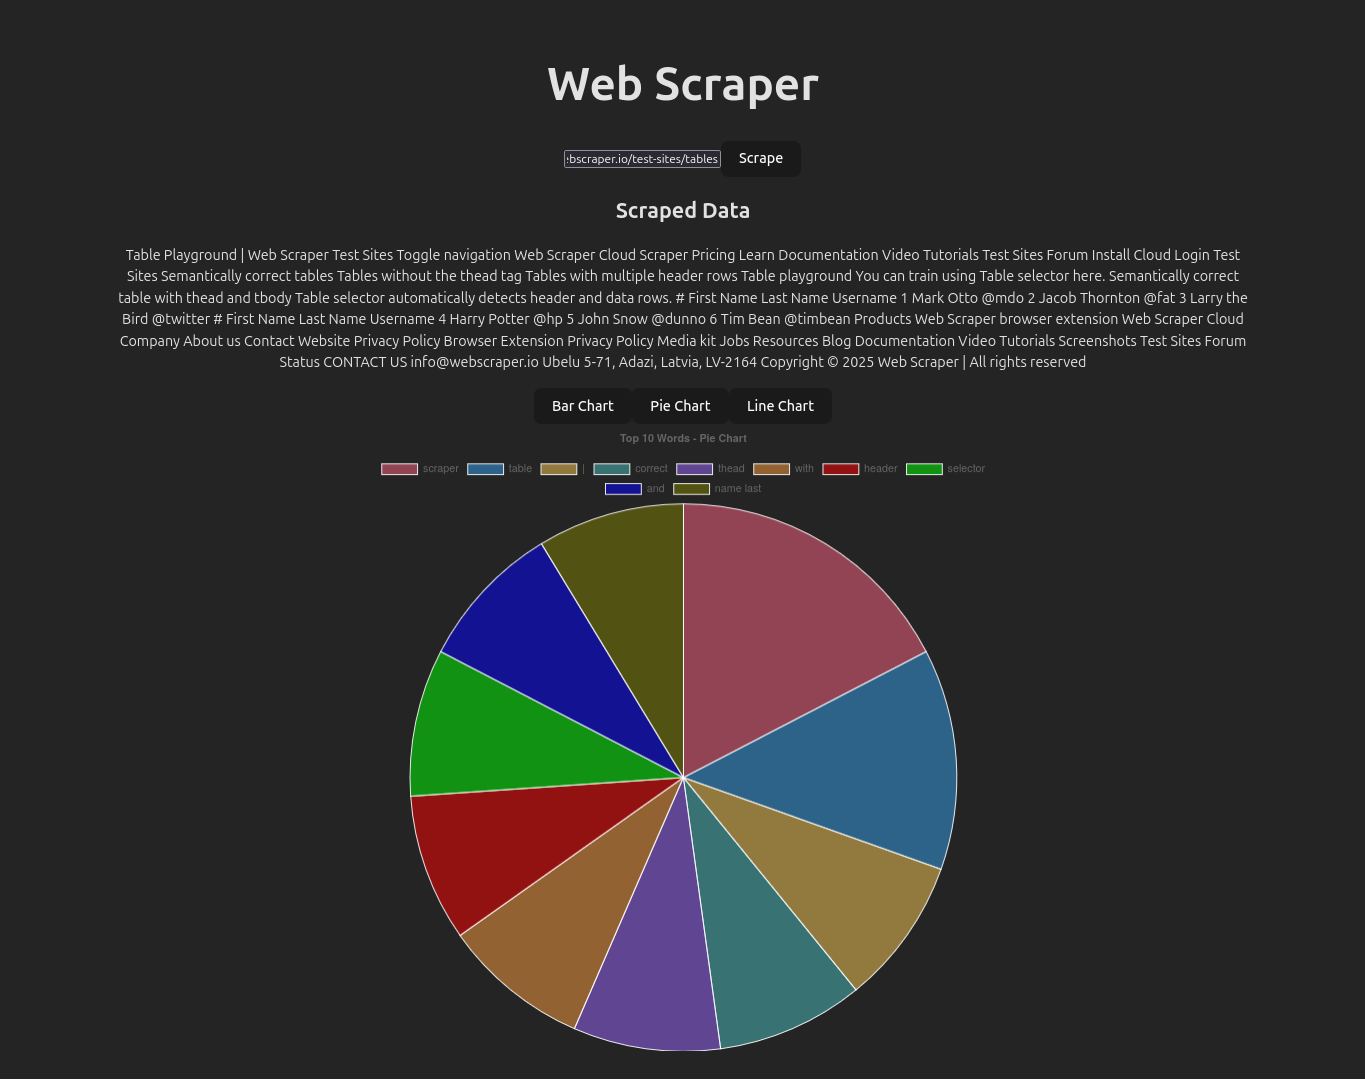 Web Scraper
bscraper.io/test-sites/tables
Scrape
Scraped Data
Table Playground | Web Scraper Test Sites Toggle navigation Web Scraper Cloud Scraper Pricing Learn Documentation Video Tutorials Test Sites Forum Install Cloud Login Test
Sites Semantically correct tables Tables without the thead tag Tables with multiple header rows Table playground You can train using Table selector here. Semantically correct
table with thead and tbody Table selector automatically detects header and data rows. # First Name Last Name Username 1 Mark Otto @mdo 2 Jacob Thornton @fat 3 Larry the
Bird @twitter # First Name Last Name Username 4 Harry Potter @hp 5 John Snow @dunno 6 Tim Bean @timbean Products Web Scraper browser extension Web Scraper Cloud
Company About us Contact Website Privacy Policy Browser Extension Privacy Policy Media kit Jobs Resources Blog Documentation Video Tutorials Screenshots Test Sites Forum
Status CONTACT US info@webscraper.io Ubelu 5-71, Adazi, Latvia, LV-2164 Copyright © 2025 Web Scraper | All rights reserved
Bar Chart
Pie Chart
Line Chart
Top 10 Words - Pie Chart
scraper table | correct thead with header selector
and name last